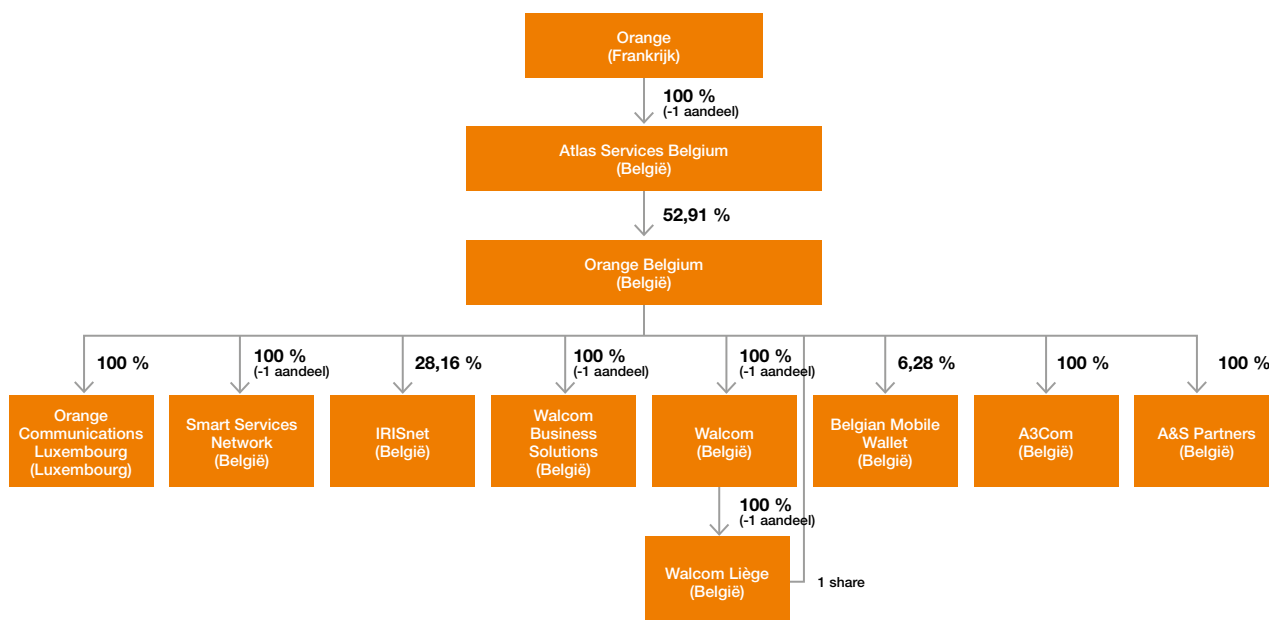 Orange
(Frankrijk)
100 %
(-1 aandeel)
Atlas Services Belgium
(België)
52,91 %
Orange Belgium
(België)
100 %
100 %
(-1 aandeel)
28,16 %
100 %
(-1 aandeel)
100 %
(-1 aandeel)
6,28 %
100 %
100 %
Orange
Communications
Luxembourg
(Luxembourg)
Smart Services
Network
(België)
IRISnet
(België)
Walcom
Business
Solutions
(België)
Walcom
(België)
Belgian Mobile
Wallet
(België)
A3Com
(België)
A&S Partners
(België)
100 %
(-1 aandeel)
Walcom Liège
(België)
1 share